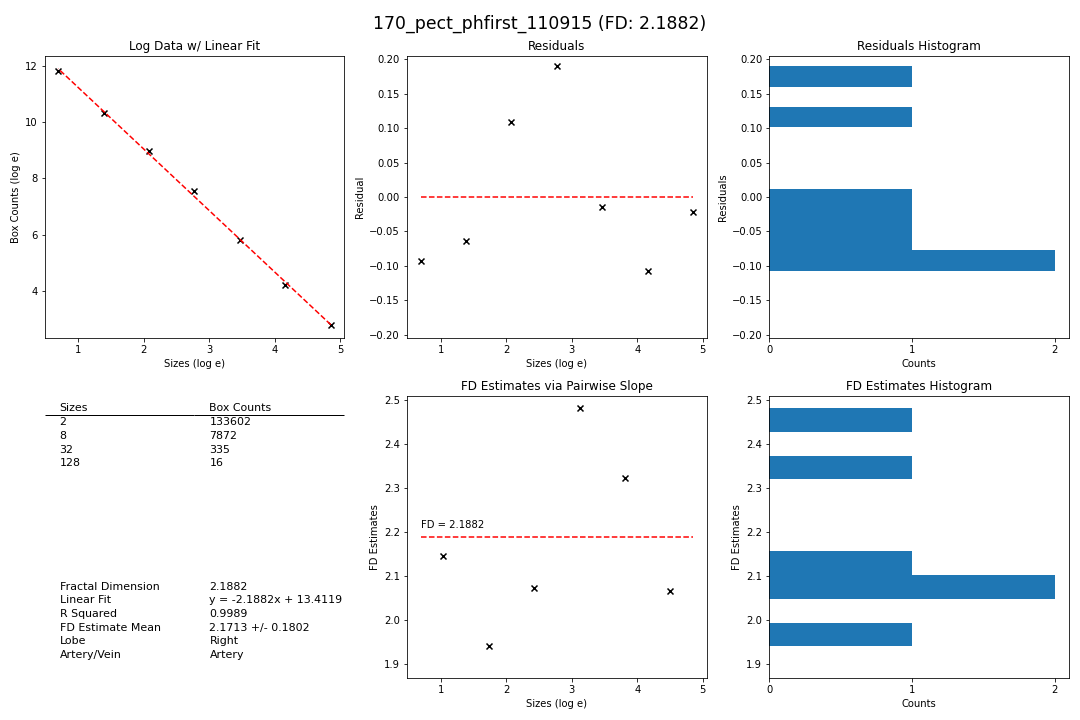 170_pect_phfirst_110915 (FD: 2.1882)
Log Data w/ Linear Fit
12
10
8
6
4
Box Counts (log e)
1 2 3 4 5
Sizes (log e)
Residuals
0.20
0.15
0.10
0.05
0.00
−0.05
−0.10
−0.15
−0.20
Residual
1 2 3 4 5
Sizes (log e)
Residuals Histogram
0.20
0.15
0.10
0.05
0.00
−0.05
−0.10
−0.15
−0.20
Residuals
0 1 2
Counts
Sizes Box Counts
2 133602
8 7872
32 335
128 16
Fractal Dimension 2.1882
Linear Fit y = -2.1882x + 13.4119
R Squared 0.9989
FD Estimate Mean 2.1713 +/- 0.1802
Lobe Right
Artery/Vein Artery
FD Estimates via Pairwise Slope
2.5
2.4
2.3
2.2
2.1
2.0
1.9
FD Estimates
FD = 2.1882
1 2 3 4 5
Sizes (log e)
FD Estimates Histogram
2.5
2.4
2.3
2.2
2.1
2.0
1.9
FD Estimates
0 1 2
Counts